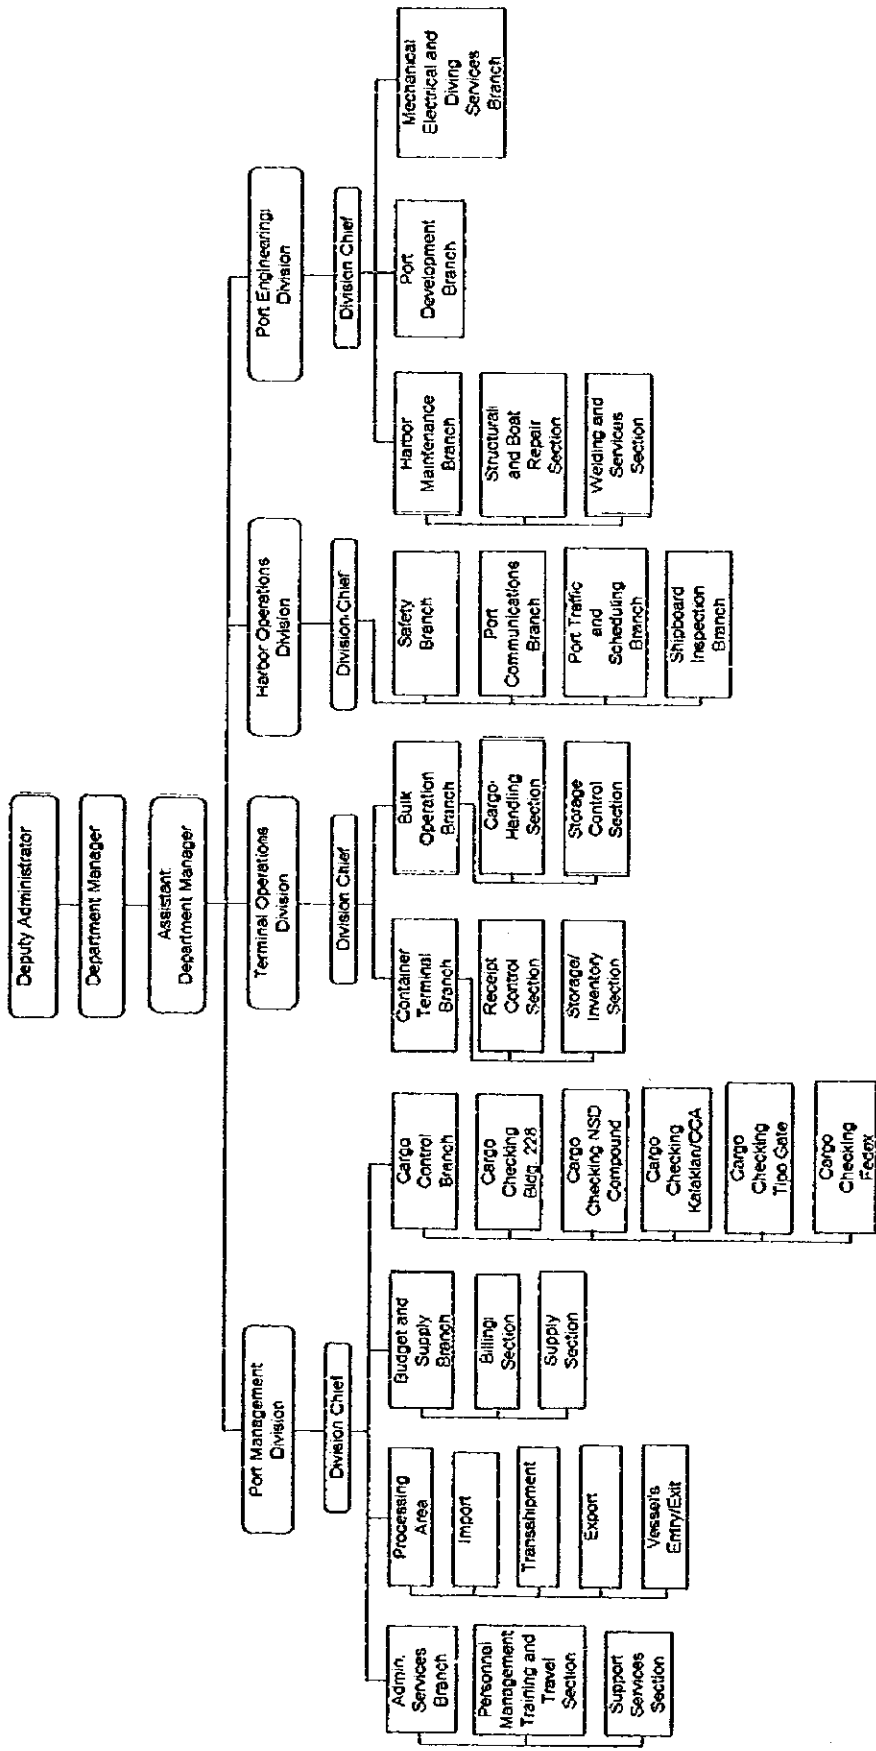 Deputy Administrator
Department Manager
Assistant
Department Manager
Port Management
Division
Terminal Operations
Division
Harbor Operations
Division
Port Engineering
Division
Division Chief
Division Chief
Division Chief
Division Chief
Admin.
Services
Branch
Personnel
Management
Training and
Travel
Section
Support
Services
Section
Processing
Area
Import
Transshipment
Export
Vessel's
Entry/Exit
Budget and
Supply
Branch
Billing
Section
Supply
Section
Cargo
Control
Branch
Cargo
Checking
Bldg. 228
Cargo
Checking NSD
Compound
Cargo
Checking
Kalaklan/CCA
Cargo
Checking
Tipo Gate
Cargo
Checking
Fedex
Container
Terminal
Branch
Receipt
Control
Section
Storage/
Inventory
Section
Bulk
Operation
Branch
Cargo
Handling
Section
Storage
Control
Section
Safety
Branch
Port
Communications
Branch
Port Traffic
and
Scheduling
Branch
Shipboard
Inspection
Branch
Harbor
Maintenance
Branch
Structural
and Boat
Repair
Section
Welding and
Services
Section
Port
Development
Branch
Mechanical
Electrical and
Diving
Services
Branch